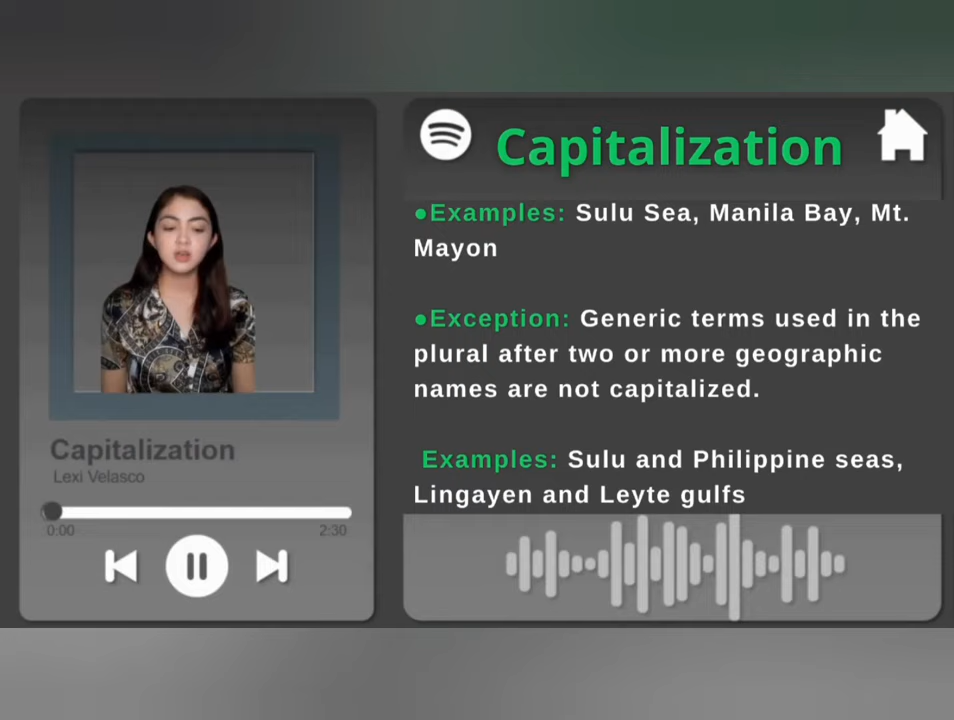 Capitalization
●Examples: Sulu Sea, Manila Bay, Mt.
Mayon
●Exception: Generic terms used in the
plural after two or more geographic
names are not capitalized.
Examples: Sulu and Philippine seas,
Lingayen and Leyte gulfs
Capitalization
Lexi Velasco
0:00 2:30